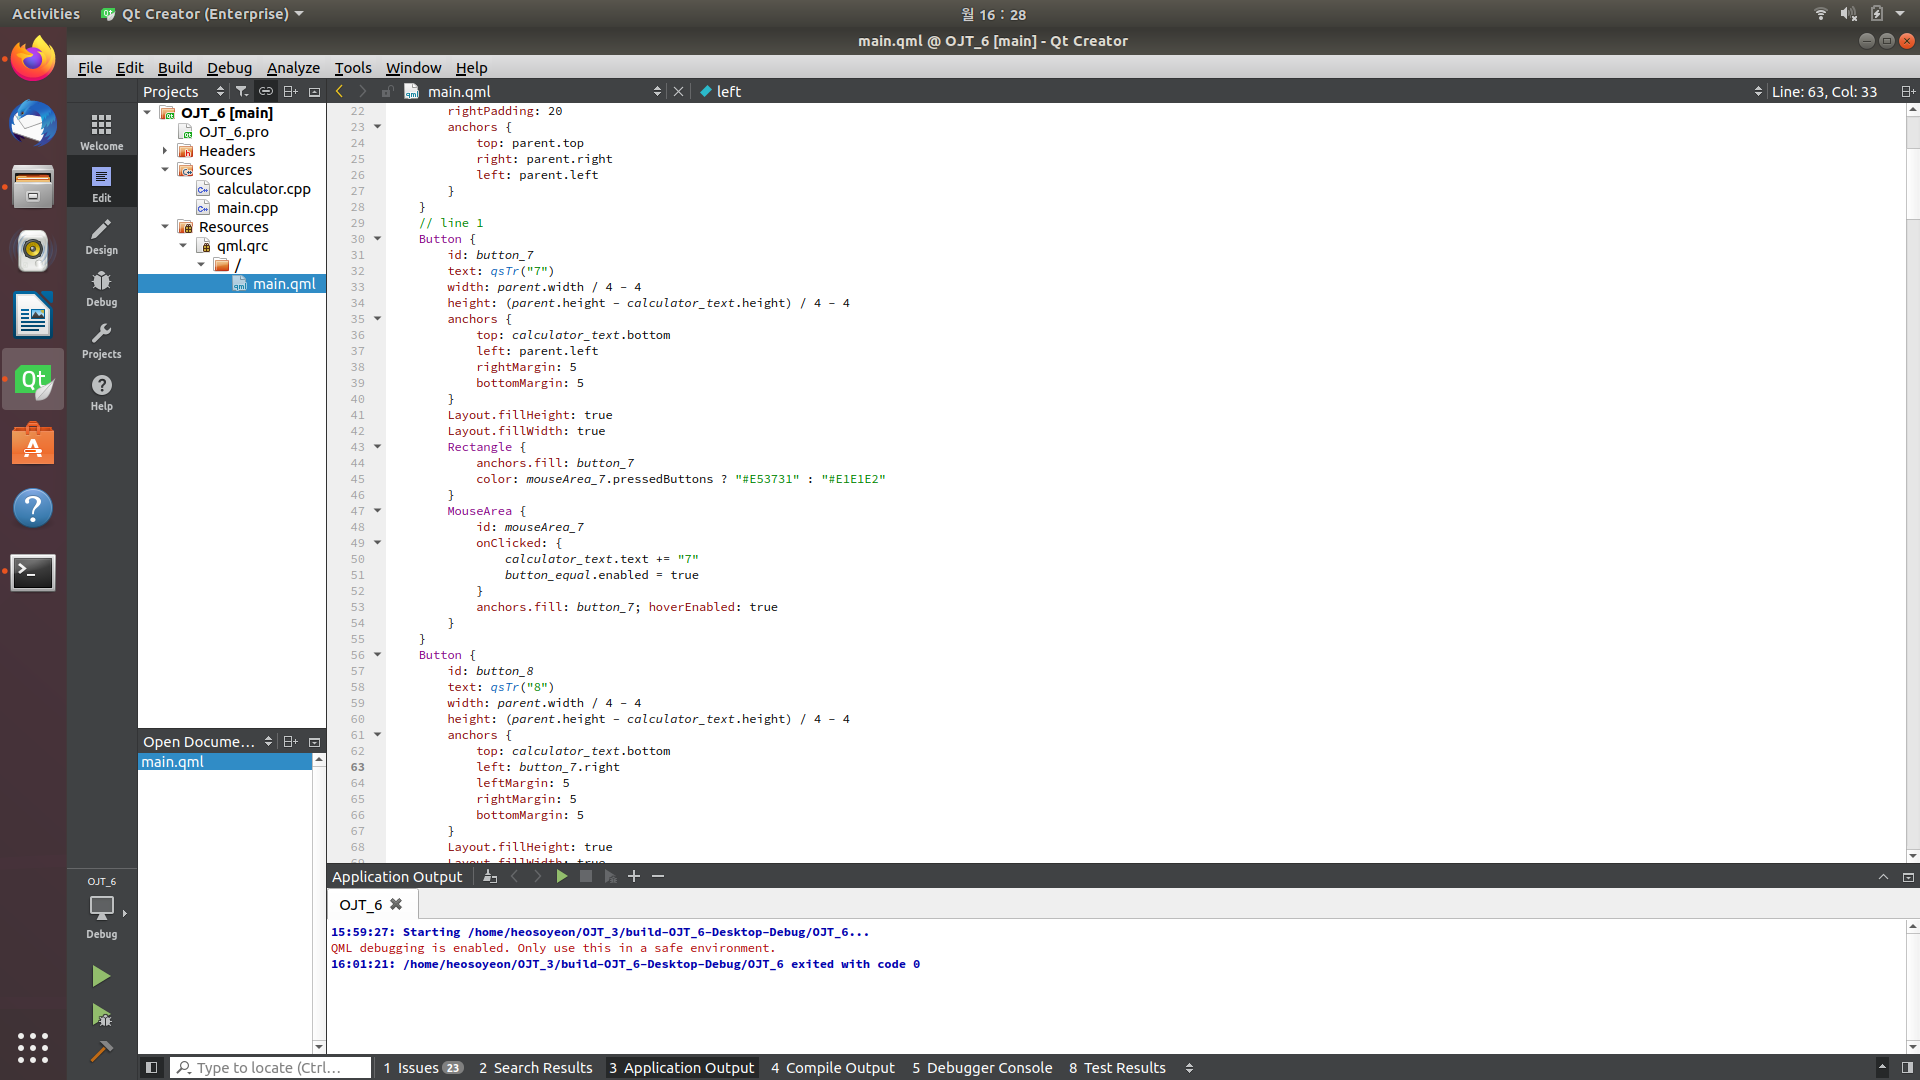 Activities
Qt Creator (Enterprise)
월 16 : 28
main.qml @ OJT_6 [main] - Qt Creator
File Edit Build Debug Analyze Tools Window Help
Projects
main.qml
left
Line: 63, Col: 33
Welcome
Edit
Design
Debug
Projects
Help
OJT_6 [main]
OJT_6.pro
Headers
Sources
calculator.cpp
main.cpp
Resources
qml.qrc
/
main.qml
22 rightPadding: 20
23 anchors {
24 top: parent.top
25 right: parent.right
26 left: parent.left
27 }
28 }
29 // line 1
30 Button {
31 id: button_7
32 text: qsTr("7")
33 width: parent.width / 4 - 4
34 height: (parent.height - calculator_text.height) / 4 - 4
35 anchors {
36 top: calculator_text.bottom
37 left: parent.left
38 rightMargin: 5
39 bottomMargin: 5
40 }
41 Layout.fillHeight: true
42 Layout.fillWidth: true
43 Rectangle {
44 anchors.fill: button_7
45 color: mouseArea_7.pressedButtons ? "#E53731" : "#E1E1E2"
46 }
47 MouseArea {
48 id: mouseArea_7
49 onClicked: {
50 calculator_text.text += "7"
51 button_equal.enabled = true
52 }
53 anchors.fill: button_7; hoverEnabled: true
54 }
55 }
56 Button {
57 id: button_8
58 text: qsTr("8")
59 width: parent.width / 4 - 4
60 height: (parent.height - calculator_text.height) / 4 - 4
61 anchors {
62 top: calculator_text.bottom
63 left: button_7.right
64 leftMargin: 5
65 rightMargin: 5
66 bottomMargin: 5
67 }
68 Layout.fillHeight: true
69 Layout.fillWidth: true
Open Docume...
main.qml
OJT_6
Debug
Application Output
OJT_6
15:59:27: Starting /home/heosoyeon/OJT_3/build-OJT_6-Desktop-Debug/OJT_6...
QML debugging is enabled. Only use this in a safe environment.
16:01:21: /home/heosoyeon/OJT_3/build-OJT_6-Desktop-Debug/OJT_6 exited with code 0
Type to locate (Ctrl...
1 Issues 23
2 Search Results
3 Application Output
4 Compile Output
5 Debugger Console
8 Test Results